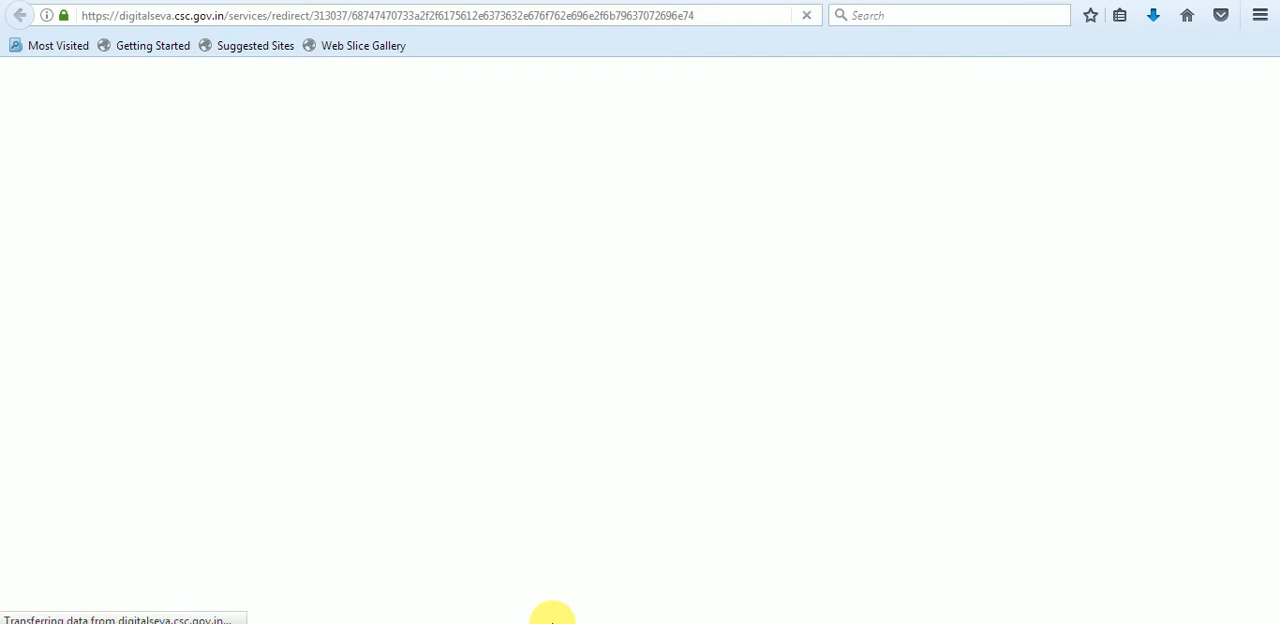 https://digitalseva.csc.gov.in/services/redirect/313037/68747470733a2f2f6175612e6373632e676f762e696e2f6b79637072696e74
Search
Most Visited Getting Started Suggested Sites Web Slice Gallery
Transferring data from digitalseva.csc.gov.in...